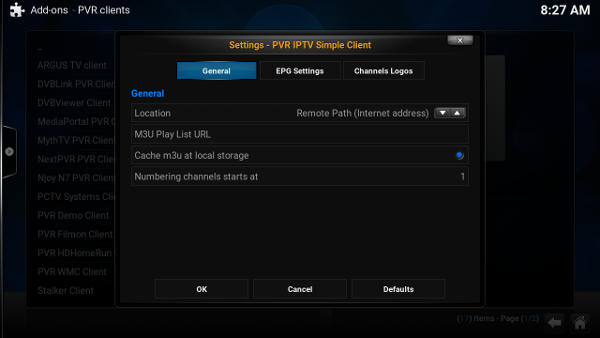 Add-ons - PVR clients
8:27 AM
Settings - PVR IPTV Simple Client
General
EPG Settings
Channels Logos
General
Location
Remote Path (Internet address)
M3U Play List URL
Cache m3u at local storage
Numbering channels starts at
1
OK
Cancel
Defaults
..
ARGUS TV client
DVBLink PVR Client
DVBViewer Client
MediaPortal PVR C
MythTV PVR Client
NextPVR PVR Client
Njoy N7 PVR Client
PCTV Systems Cli
PVR Demo Client
PVR Filmon Client
PVR HDHomeRun
PVR WMC Client
Stalker Client
(17) Items - Page (1/2)